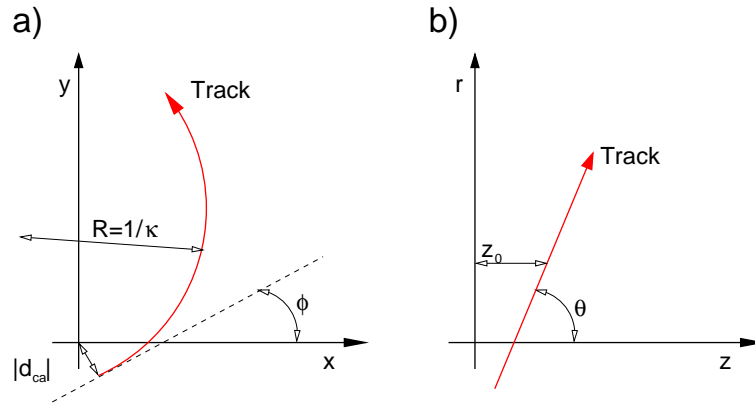 a)
y
Track
R=1/κ
ϕ
x
|d_ca|
b)
r
Track
z_0
θ
z